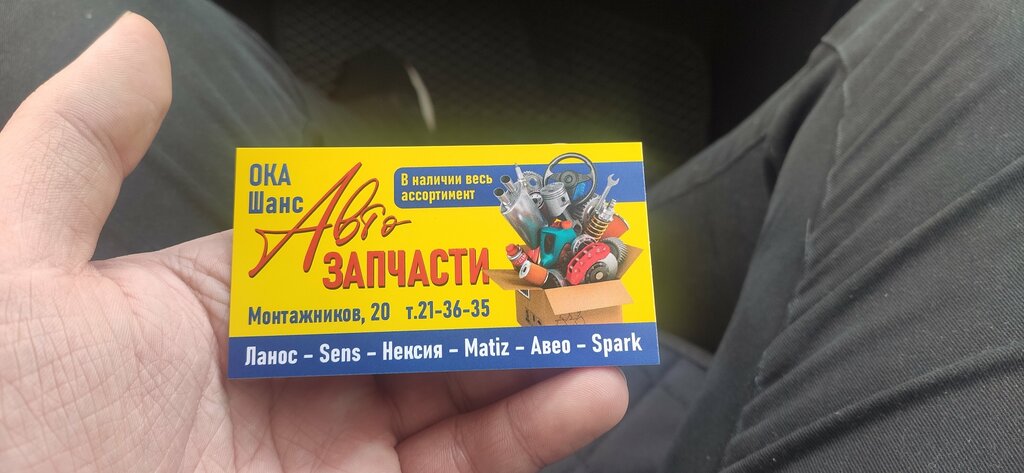 ОКА
Шанс
Авто
ЗАПЧАСТИ
В наличии весь
ассортимент
Монтажников, 20 т.21-36-35
Ланос – Sens – Нексия – Matiz – Авео – Spark